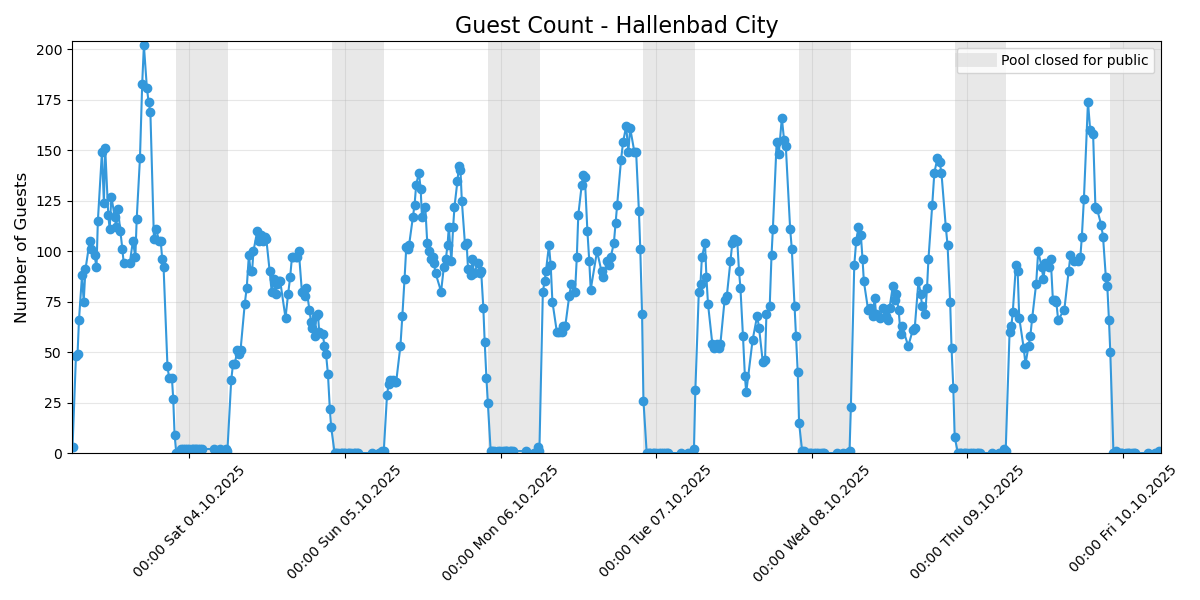 Guest Count - Hallenbad City
Number of Guests
200
175
150
125
100
75
50
25
0
Pool closed for public
00:00 Sat 04.10.2025
00:00 Sun 05.10.2025
00:00 Mon 06.10.2025
00:00 Tue 07.10.2025
00:00 Wed 08.10.2025
00:00 Thu 09.10.2025
00:00 Fri 10.10.2025